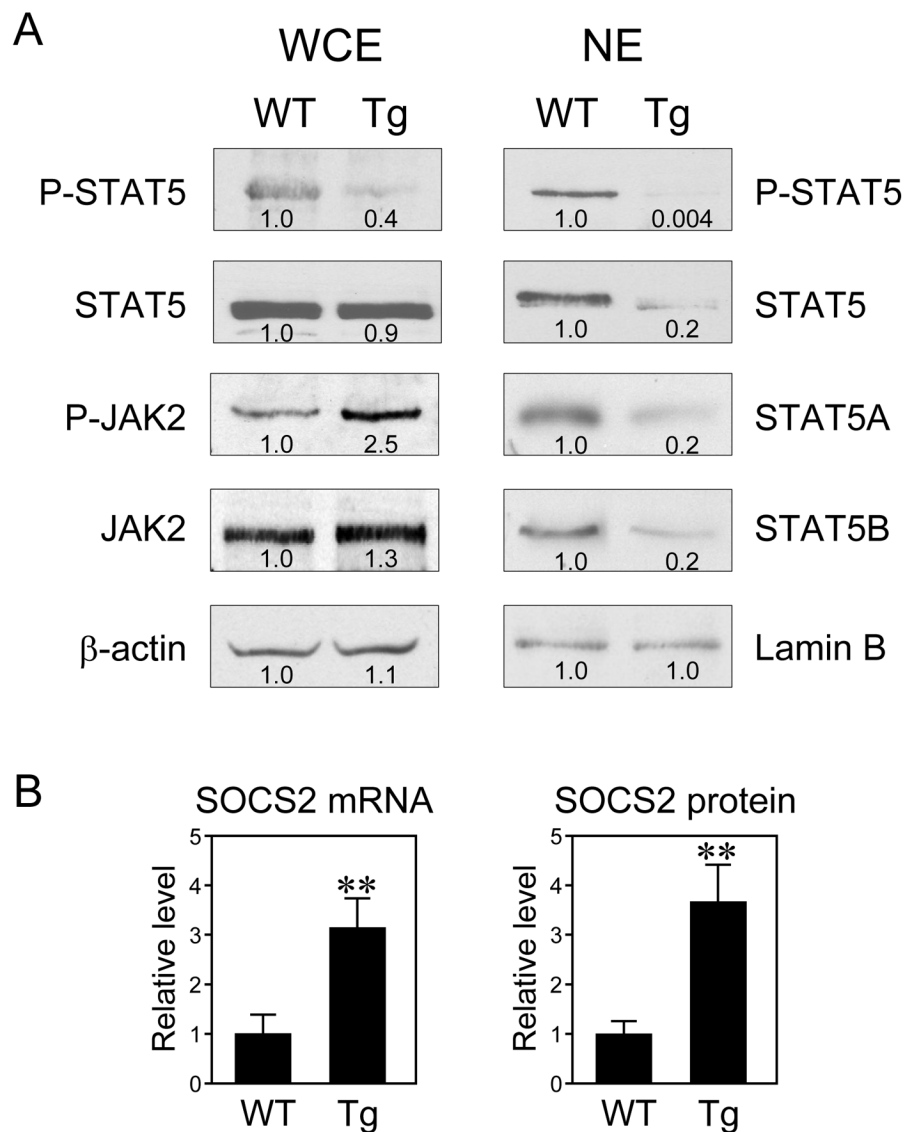 A
WCE NE
WT Tg WT Tg
P-STAT5 1.0 0.4 1.0 0.004 P-STAT5
STAT5 1.0 0.9 1.0 0.2 STAT5
P-JAK2 1.0 2.5 1.0 0.2 STAT5A
JAK2 1.0 1.3 1.0 0.2 STAT5B
β-actin 1.0 1.1 1.0 1.0 Lamin B
B
SOCS2 mRNA
Relative level
5
4
3
2
1
0
**
WT Tg
SOCS2 protein
Relative level
5
4
3
2
1
0
**
WT Tg